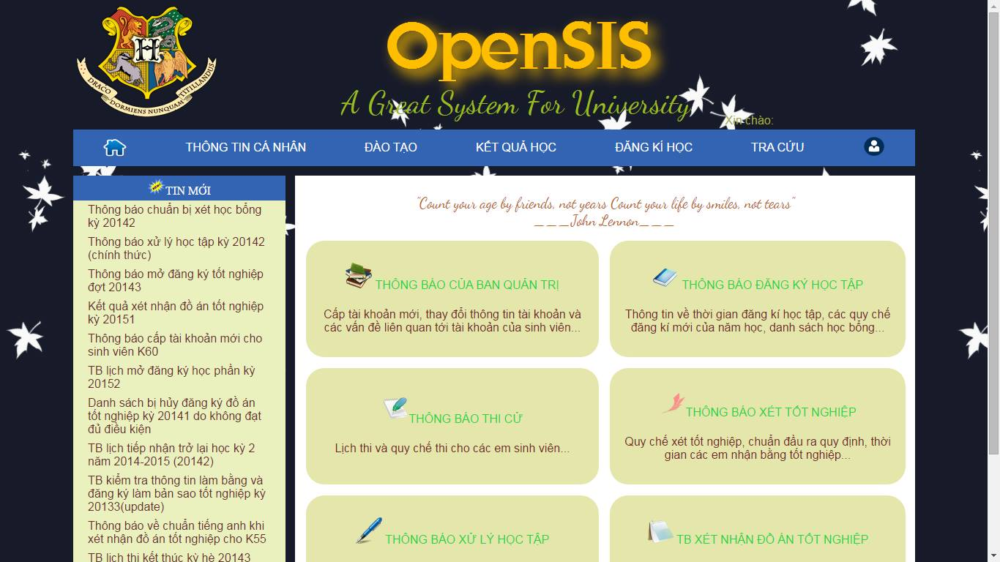 H
DRACO DORMIENS NUNQUAM TITILLANDUS
OpenSIS
A Great System For University
Xin chào:
THÔNG TIN CÁ NHÂN
ĐÀO TẠO
KẾT QUẢ HỌC
ĐĂNG KÍ HỌC
TRA CỨU
TIN MỚI
Thông báo chuẩn bị xét học bổng
kỳ 20142
Thông báo xử lý học tập kỳ 20142
(chính thức)
Thông báo mở đăng ký tốt nghiệp
đợt 20143
Kết quả xét nhận đồ án tốt nghiệp
kỳ 20151
Thông báo cấp tài khoản mới cho
sinh viên K60
TB lịch mở đăng ký học phần kỳ
20152
Danh sách bị hủy đăng ký đồ án
tốt nghiệp kỳ 20141 do không đạt
đủ điều kiện
TB lịch tiếp nhận trở lại học kỳ 2
năm 2014-2015 (20142)
TB kiểm tra thông tin làm bằng và
đăng ký làm bản sao tốt nghiệp kỳ
20133(update)
Thông báo về chuẩn tiếng anh khi
xét nhận đồ án tốt nghiệp cho K55
TB lịch thi kết thúc kỳ hè 20143
"Count your age by friends, not years Count your life by smiles, not tears"
___John Lennon___
THÔNG BÁO CỦA BAN QUẢN TRỊ
Cấp tài khoản mới, thay đổi thông tin tài khoản và
các vấn đề liên quan tới tài khoản của sinh viên...
THÔNG BÁO ĐĂNG KÝ HỌC TẬP
Thông tin về thời gian đăng kí học tập, các quy chế
đăng kí mới của năm học, danh sách học bổng...
THÔNG BÁO THI CỬ
Lịch thi và quy chế thi cho các em sinh viên...
THÔNG BÁO XÉT TỐT NGHIỆP
Quy chế xét tốt nghiệp, chuẩn đầu ra quy định, thời
gian các em nhận bằng tốt nghiệp...
THÔNG BÁO XỬ LÝ HỌC TẬP
TB XÉT NHẬN ĐỒ ÁN TỐT NGHIỆP